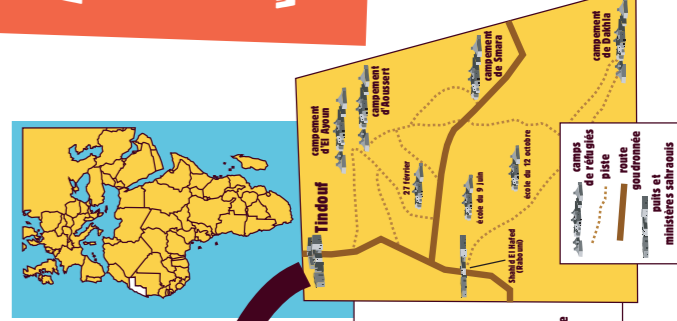 Tindouf
campement
d'El Ayoun
campement
d'Aoussert
campement
de Smara
campement
de Dakhla
27 février
école du 9 juin
école du 12 octobre
Shahid El Hafed
(Rabouni)
camps
de réfugiés
piste
route
goudronnée
puits et
ministères sahraouis